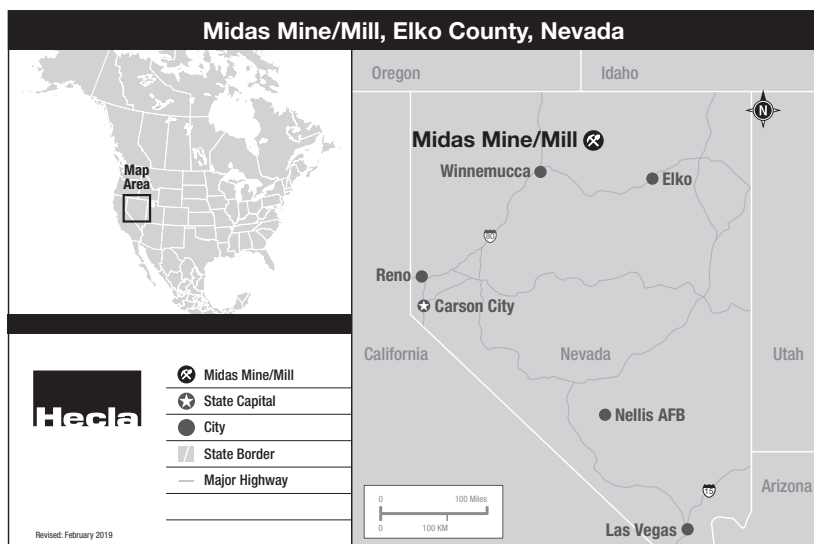 Midas Mine/Mill, Elko County, Nevada
Map
Area
Oregon
Idaho
N
Midas Mine/Mill
Winnemucca
Elko
80
Reno
Carson City
California
Nevada
Utah
Nellis AFB
15
Arizona
Las Vegas
0 100 Miles
0 100 KM
Hecla
Midas Mine/Mill
State Capital
City
State Border
Major Highway
Revised: February 2019